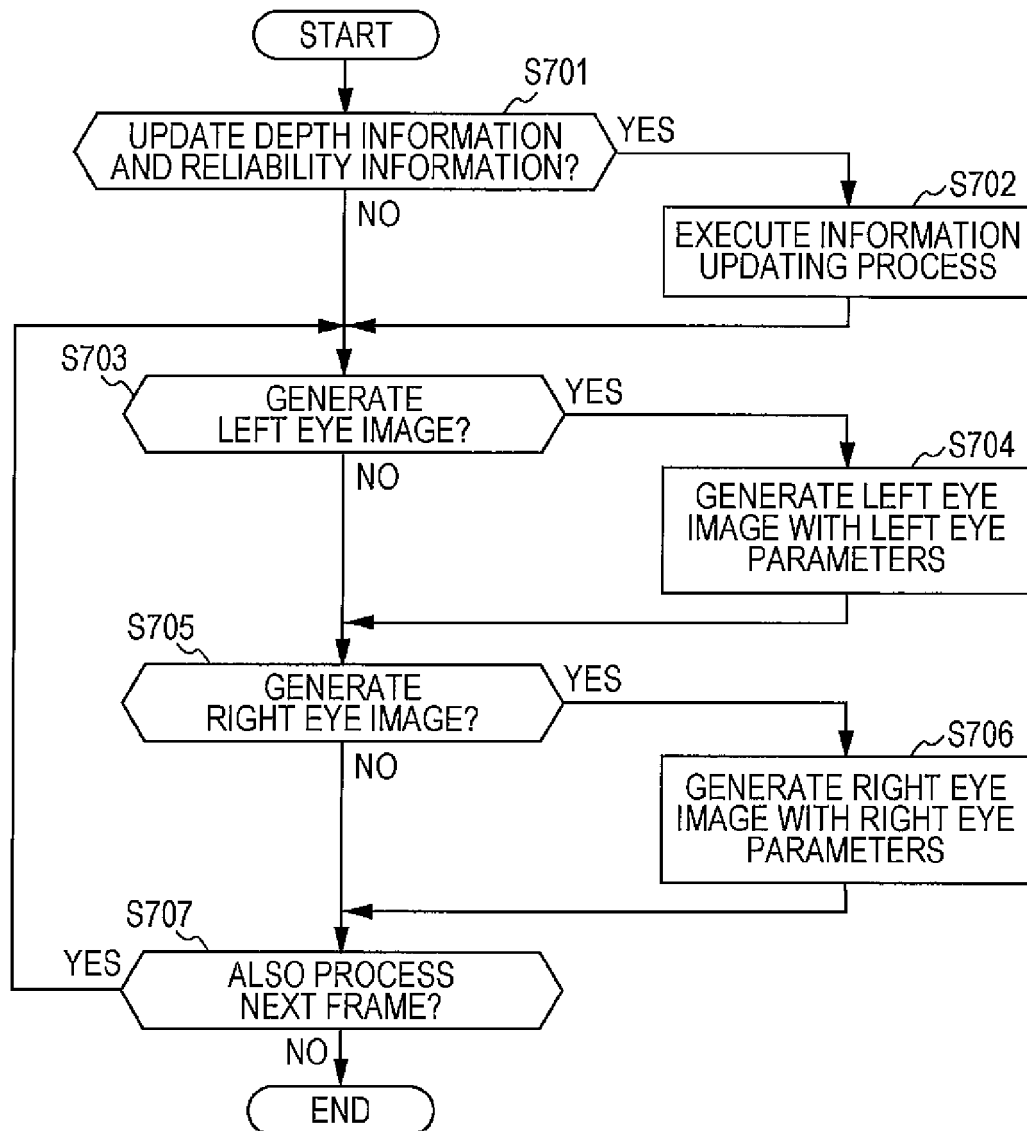 START
S701
UPDATE DEPTH INFORMATION
AND RELIABILITY INFORMATION?
YES
NO
S702
EXECUTE INFORMATION
UPDATING PROCESS
S703
GENERATE
LEFT EYE IMAGE?
YES
NO
S704
GENERATE LEFT EYE
IMAGE WITH LEFT EYE
PARAMETERS
S705
GENERATE
RIGHT EYE IMAGE?
YES
NO
S706
GENERATE RIGHT EYE
IMAGE WITH RIGHT EYE
PARAMETERS
S707
YES
ALSO PROCESS
NEXT FRAME?
NO
END